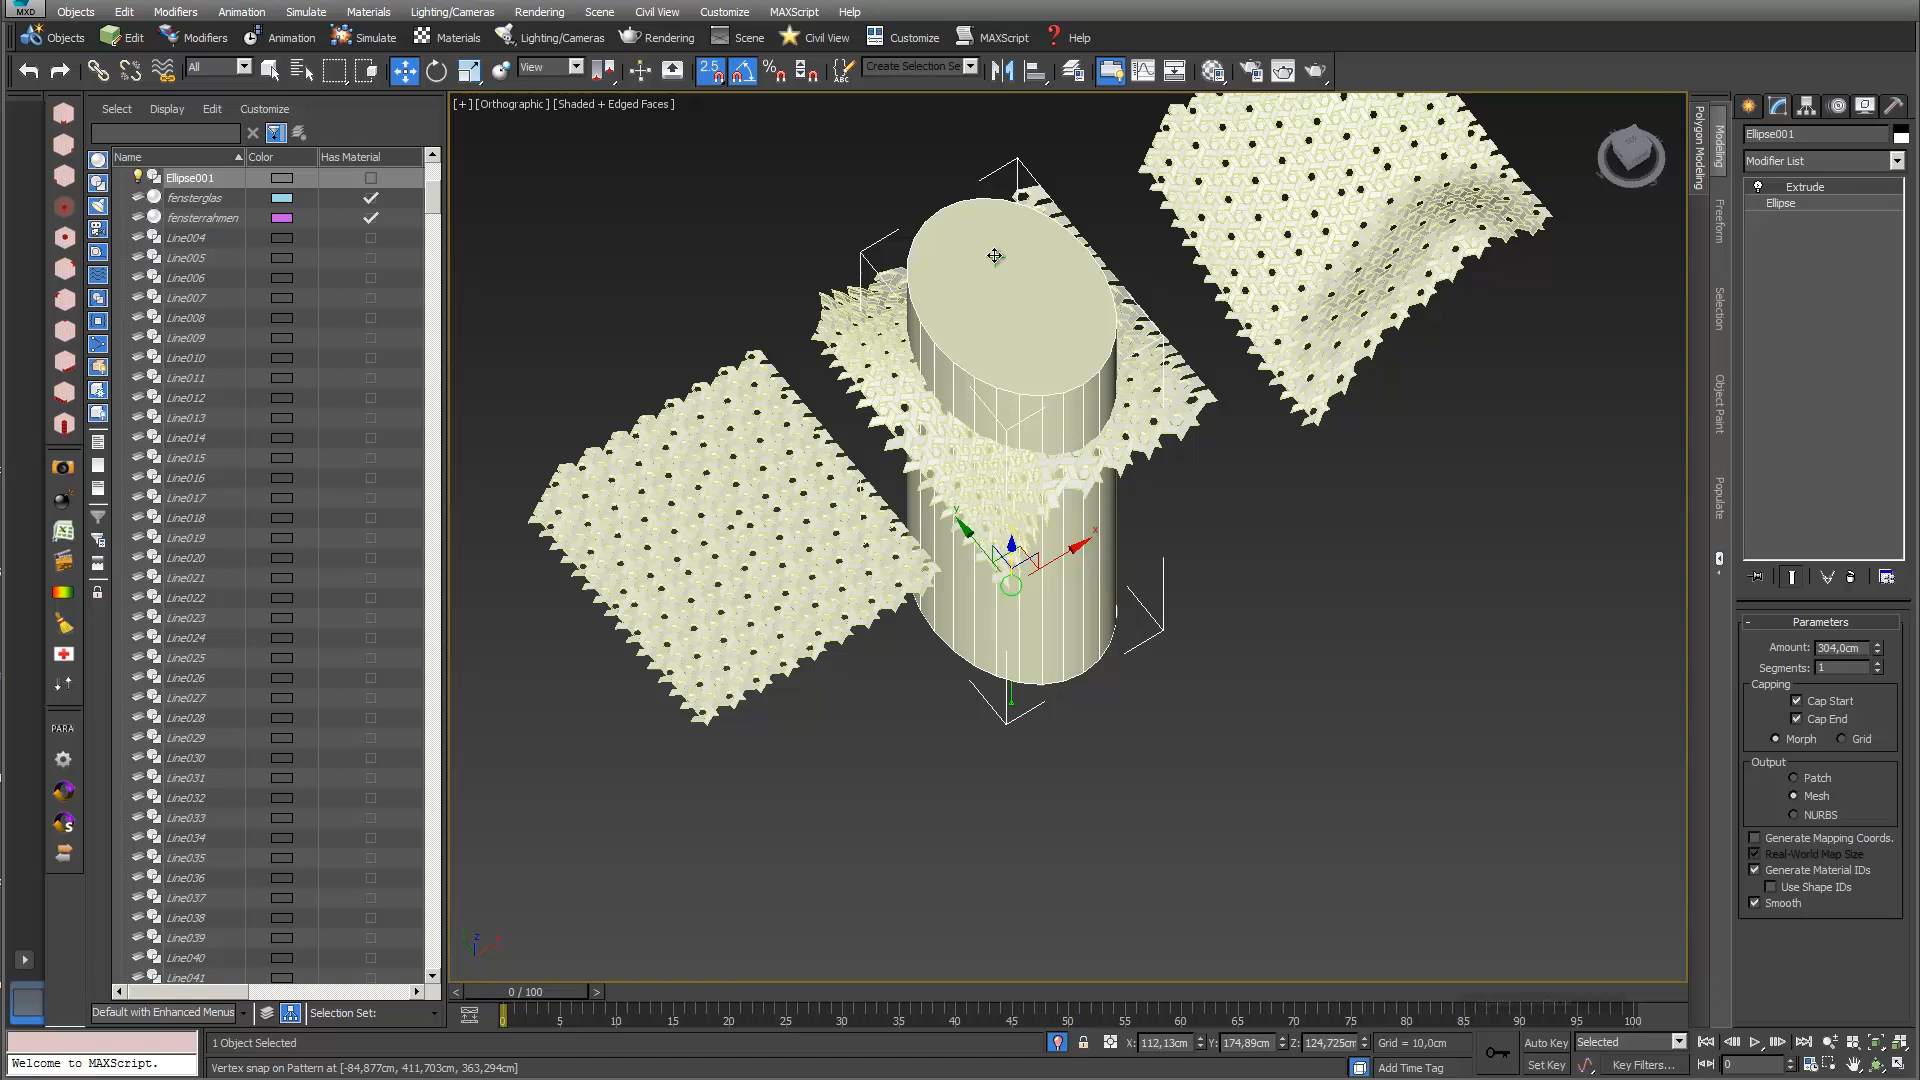 MXD
Objects Edit Modifiers Animation Simulate Materials Lighting/Cameras Rendering Scene Civil View Customize MAXScript Help
Objects Edit Modifiers Animation Simulate Materials Lighting/Cameras Rendering Scene Civil View Customize MAXScript Help
All
View
2.5
ABC
Create Selection Se
[ + ] [ Orthographic ] [ Shaded + Edged Faces ]
Select Display Edit Customize
Name Color Has Material
Ellipse001
fensterglas
fensterrahmen
Line004
Line005
Line006
Line007
Line008
Line009
Line010
Line011
Line012
Line013
Line014
Line015
Line016
Line017
Line018
Line019
Line020
Line021
Line022
Line023
Line024
Line025
Line026
Line027
Line028
Line029
Line030
Line031
Line032
Line033
Line034
Line035
Line036
Line037
Line038
Line039
Line040
Line041
PARA
y
x
z
Modeling
Polygon Modeling
Freeform
Selection
Object Paint
Populate
Ellipse001
Modifier List
Extrude
Ellipse
- Parameters
Amount: 304,0cm
Segments: 1
Capping
Cap Start
Cap End
Morph Grid
Output
Patch
Mesh
NURBS
Generate Mapping Coords.
Real-World Map Size
Generate Material IDs
Use Shape IDs
Smooth
Default with Enhanced Menus
Selection Set:
< 0 / 100 >
0 5 10 15 20 25 30 35 40 45 50 55 60 65 70 75 80 85 90 95 100
1 Object Selected
X: 112,13cm Y: 174,89cm Z: 124,725cm Grid = 10,0cm
Auto Key Selected
Welcome to MAXScript.
Vertex snap on Pattern at [-84,877cm, 411,703cm, 363,294cm]
Add Time Tag
Set Key Key Filters...
0